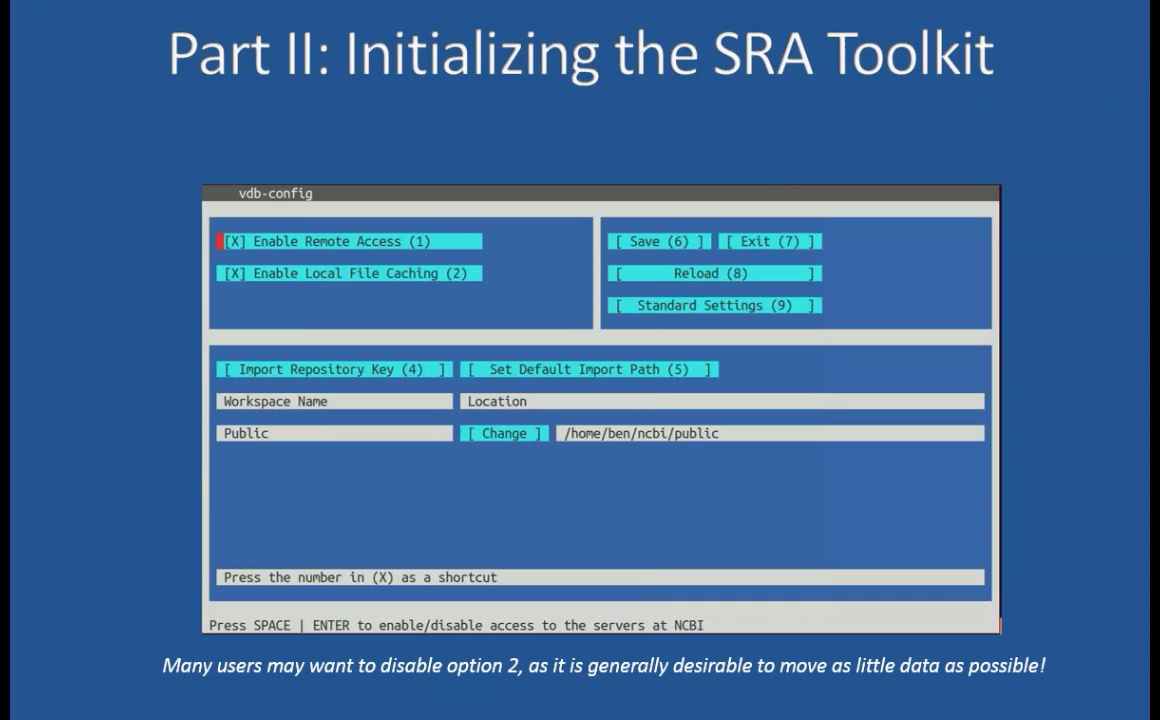 Part II: Initializing the SRA Toolkit
vdb-config
[X] Enable Remote Access (1)
[ Save (6) ] [ Exit (7) ]
[X] Enable Local File Caching (2)
[ Reload (8) ]
[ Standard Settings (9) ]
[ Import Repository Key (4) ] [ Set Default Import Path (5) ]
Workspace Name Location
Public [ Change ] /home/ben/ncbi/public
Press the number in (X) as a shortcut
Press SPACE | ENTER to enable/disable access to the servers at NCBI
Many users may want to disable option 2, as it is generally desirable to move as little data as possible!